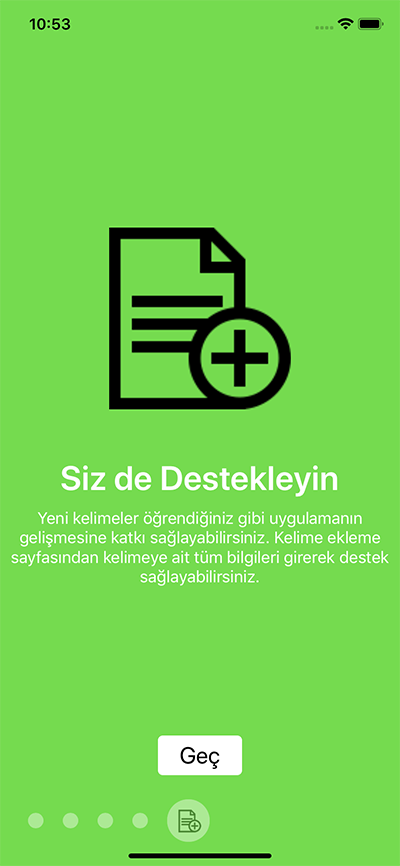 10:53
Siz de Destekleyin
Yeni kelimeler öğrendiğiniz gibi uygulamanın
gelişmesine katkı sağlayabilirsiniz. Kelime ekleme
sayfasından kelimeye ait tüm bilgileri girerek destek
sağlayabilirsiniz.
Geç